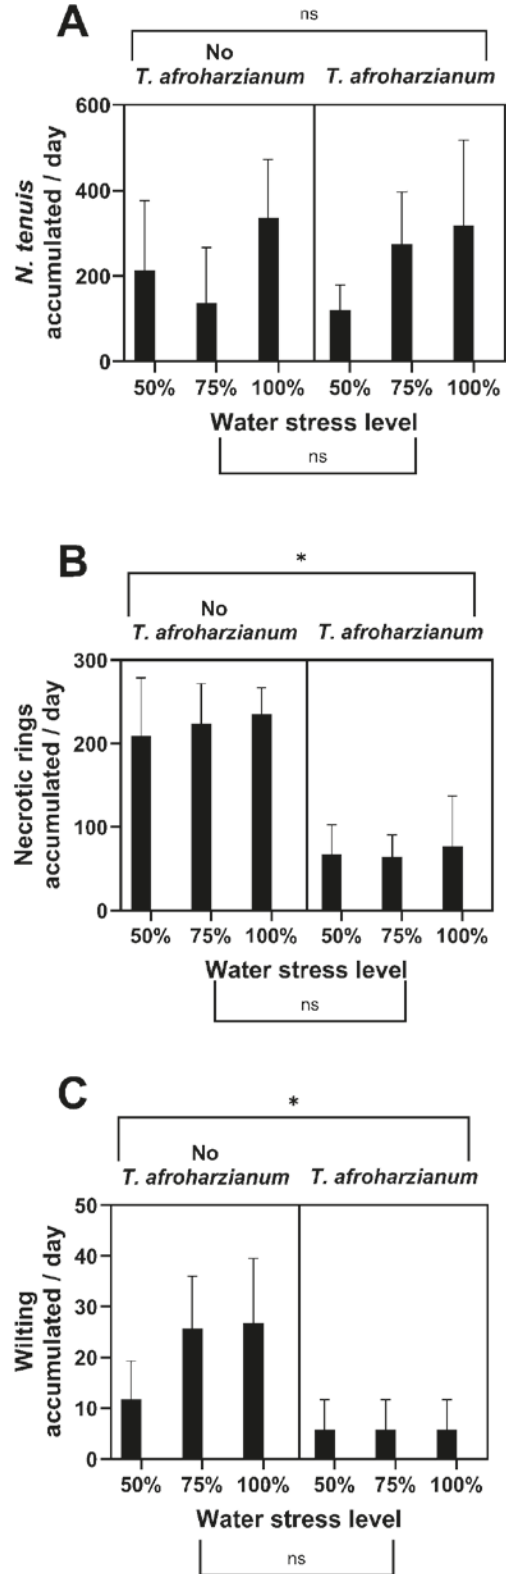 A
ns
No
T. afroharzianum T. afroharzianum
N. tenuis
accumulated / day
600
400
200
0
50% 75% 100% 50% 75% 100%
Water stress level
ns
B
*
No
T. afroharzianum T. afroharzianum
Necrotic rings
accumulated / day
300
200
100
0
50% 75% 100% 50% 75% 100%
Water stress level
ns
C
*
No
T. afroharzianum T. afroharzianum
Wilting
accumulated / day
50
40
30
20
10
0
50% 75% 100% 50% 75% 100%
Water stress level
ns